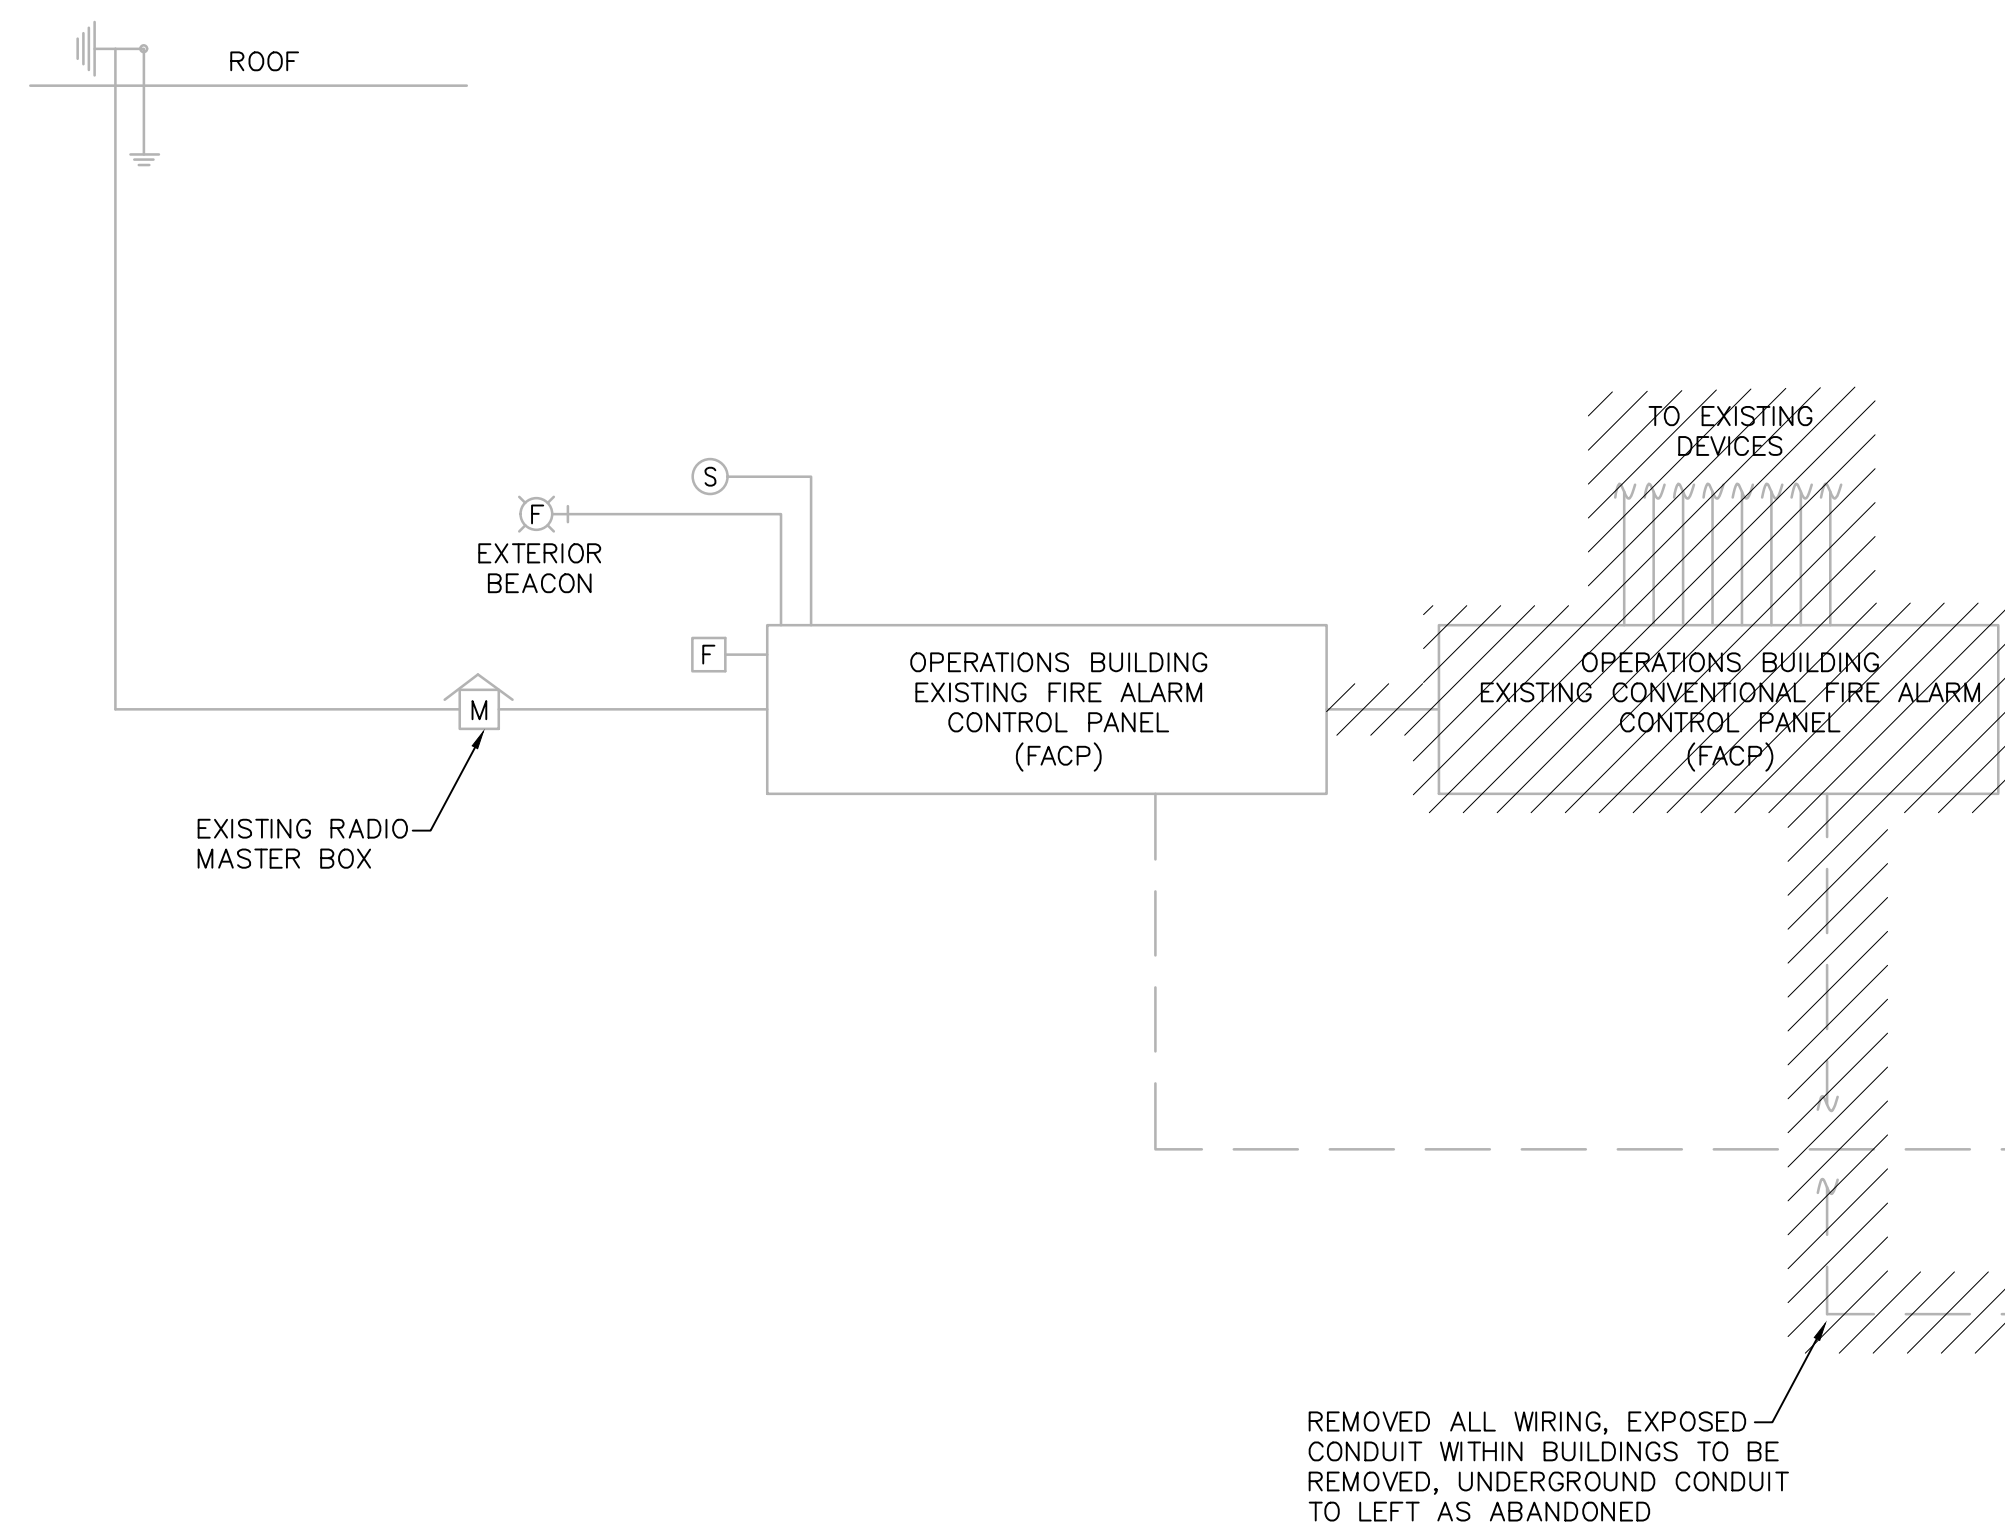 ROOF
TO EXISTING
DEVICES
S
F
EXTERIOR
BEACON
F
OPERATIONS BUILDING
EXISTING FIRE ALARM
CONTROL PANEL
(FACP)
OPERATIONS BUILDING
EXISTING CONVENTIONAL FIRE ALARM
CONTROL PANEL
(FACP)
M
EXISTING RADIO
MASTER BOX
REMOVED ALL WIRING, EXPOSED
CONDUIT WITHIN BUILDINGS TO BE
REMOVED, UNDERGROUND CONDUIT
TO LEFT AS ABANDONED